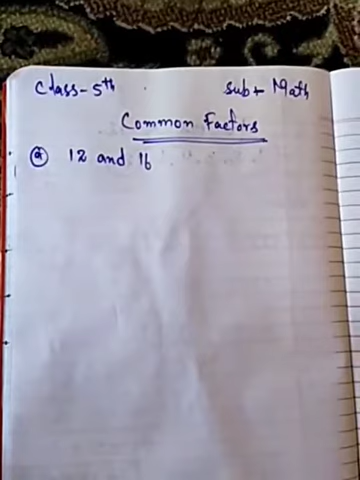 Class - 5th sub - Math
Common Factors
(a) 12 and 16